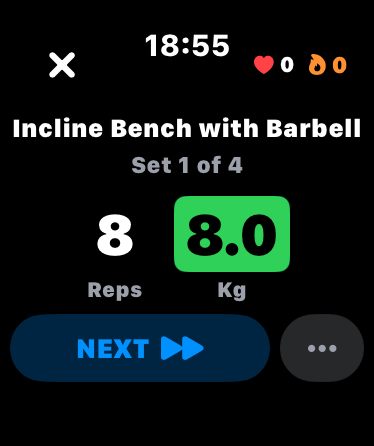 18:55
0 0
Incline Bench with Barbell
Set 1 of 4
8 8.0
Reps Kg
NEXT